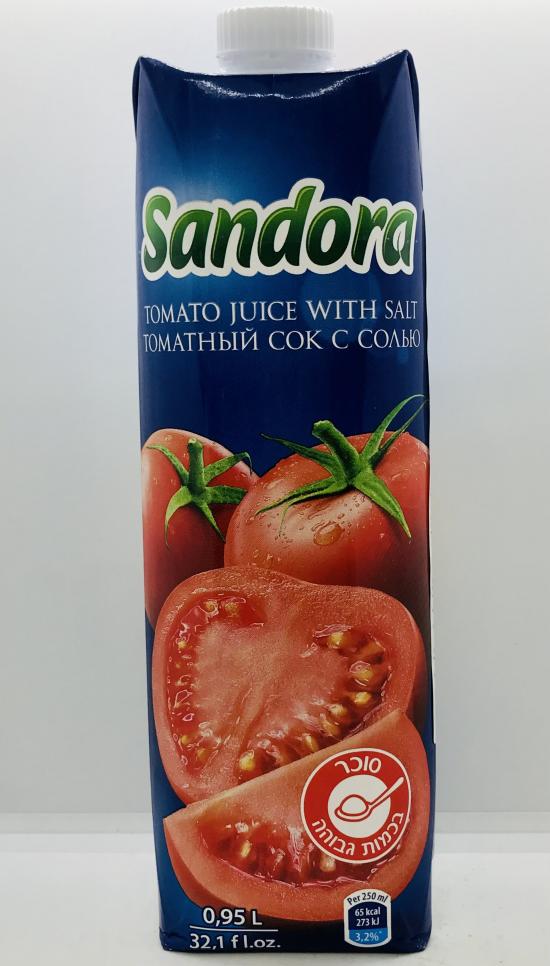 Sandora
TOMATO JUICE WITH SALT
ТОМАТНЫЙ СОК С СОЛЬЮ
סוכר
בכמות גבוהה
0,95 L
32,1 fl.oz.
Per 250 ml
65 kcal
273 kJ
3,2%*